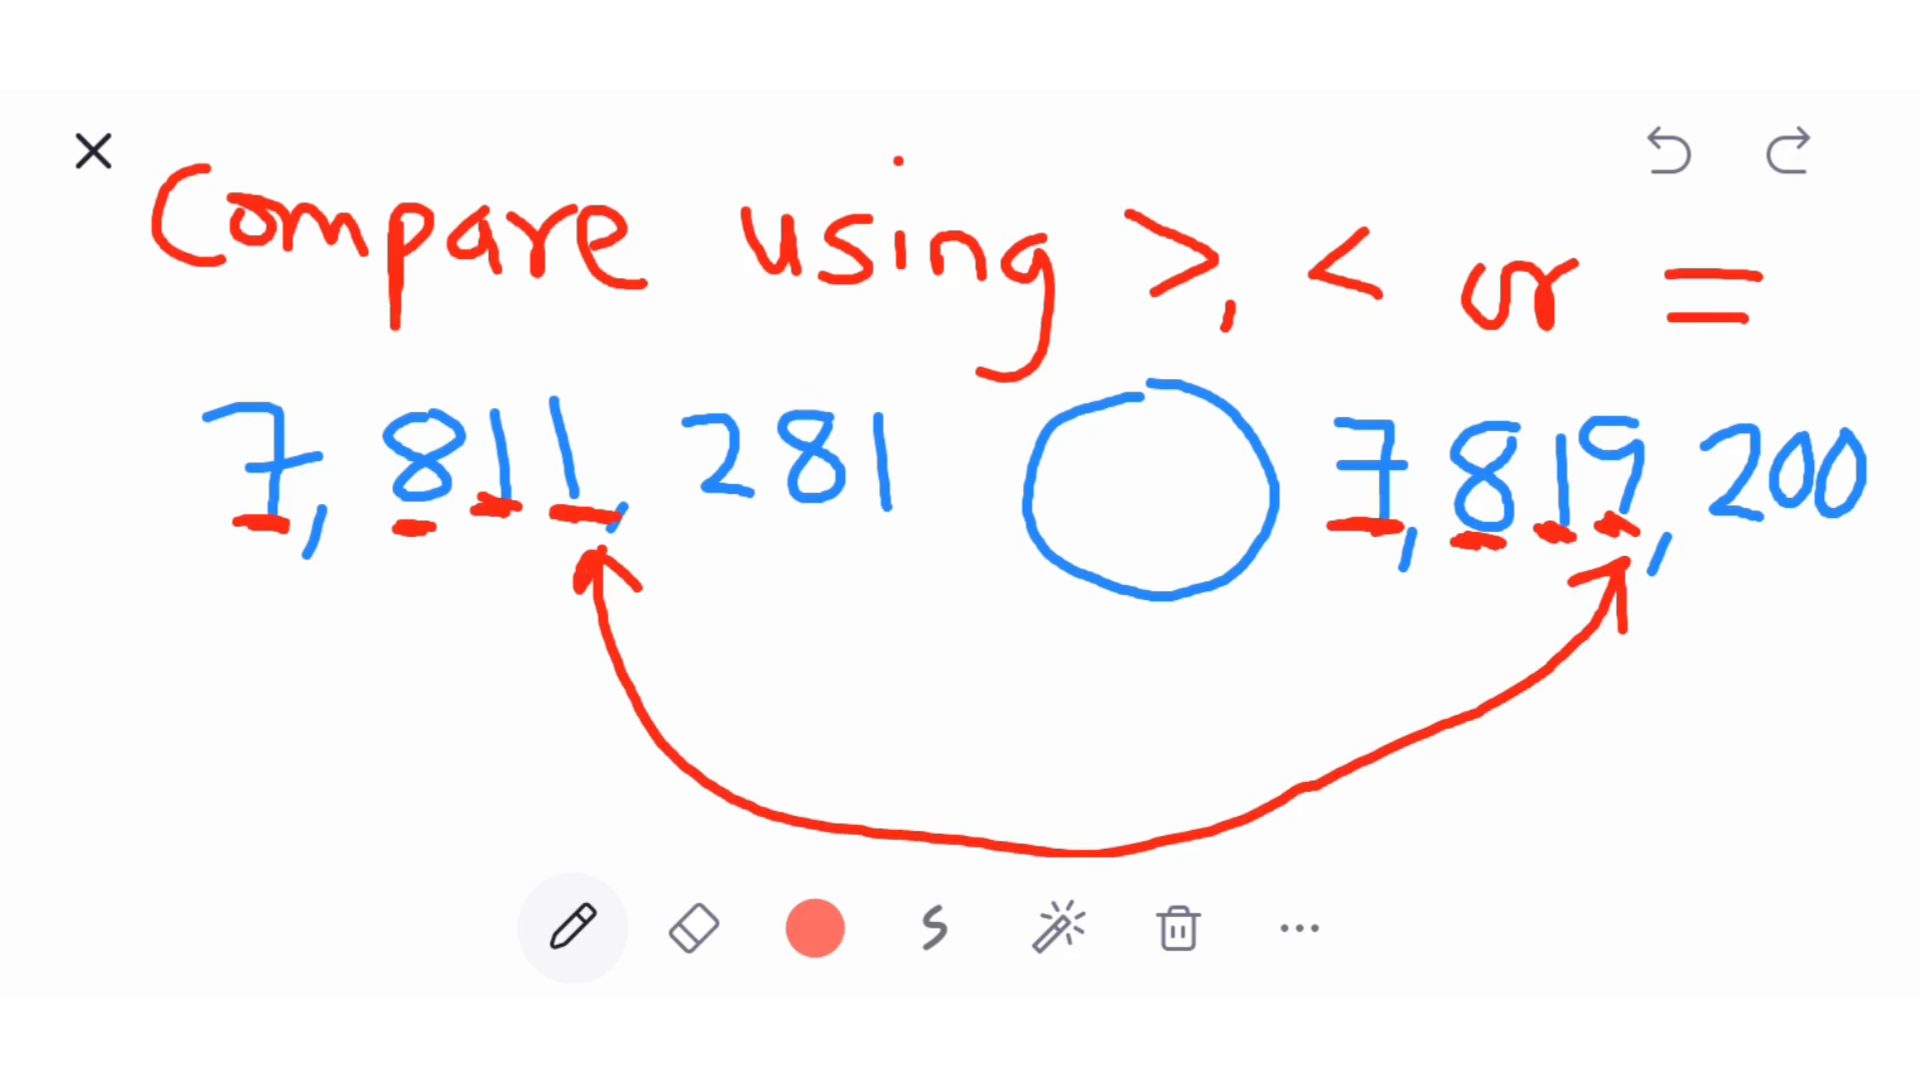 Compare using >, < or =
7,811,281 7,819,200